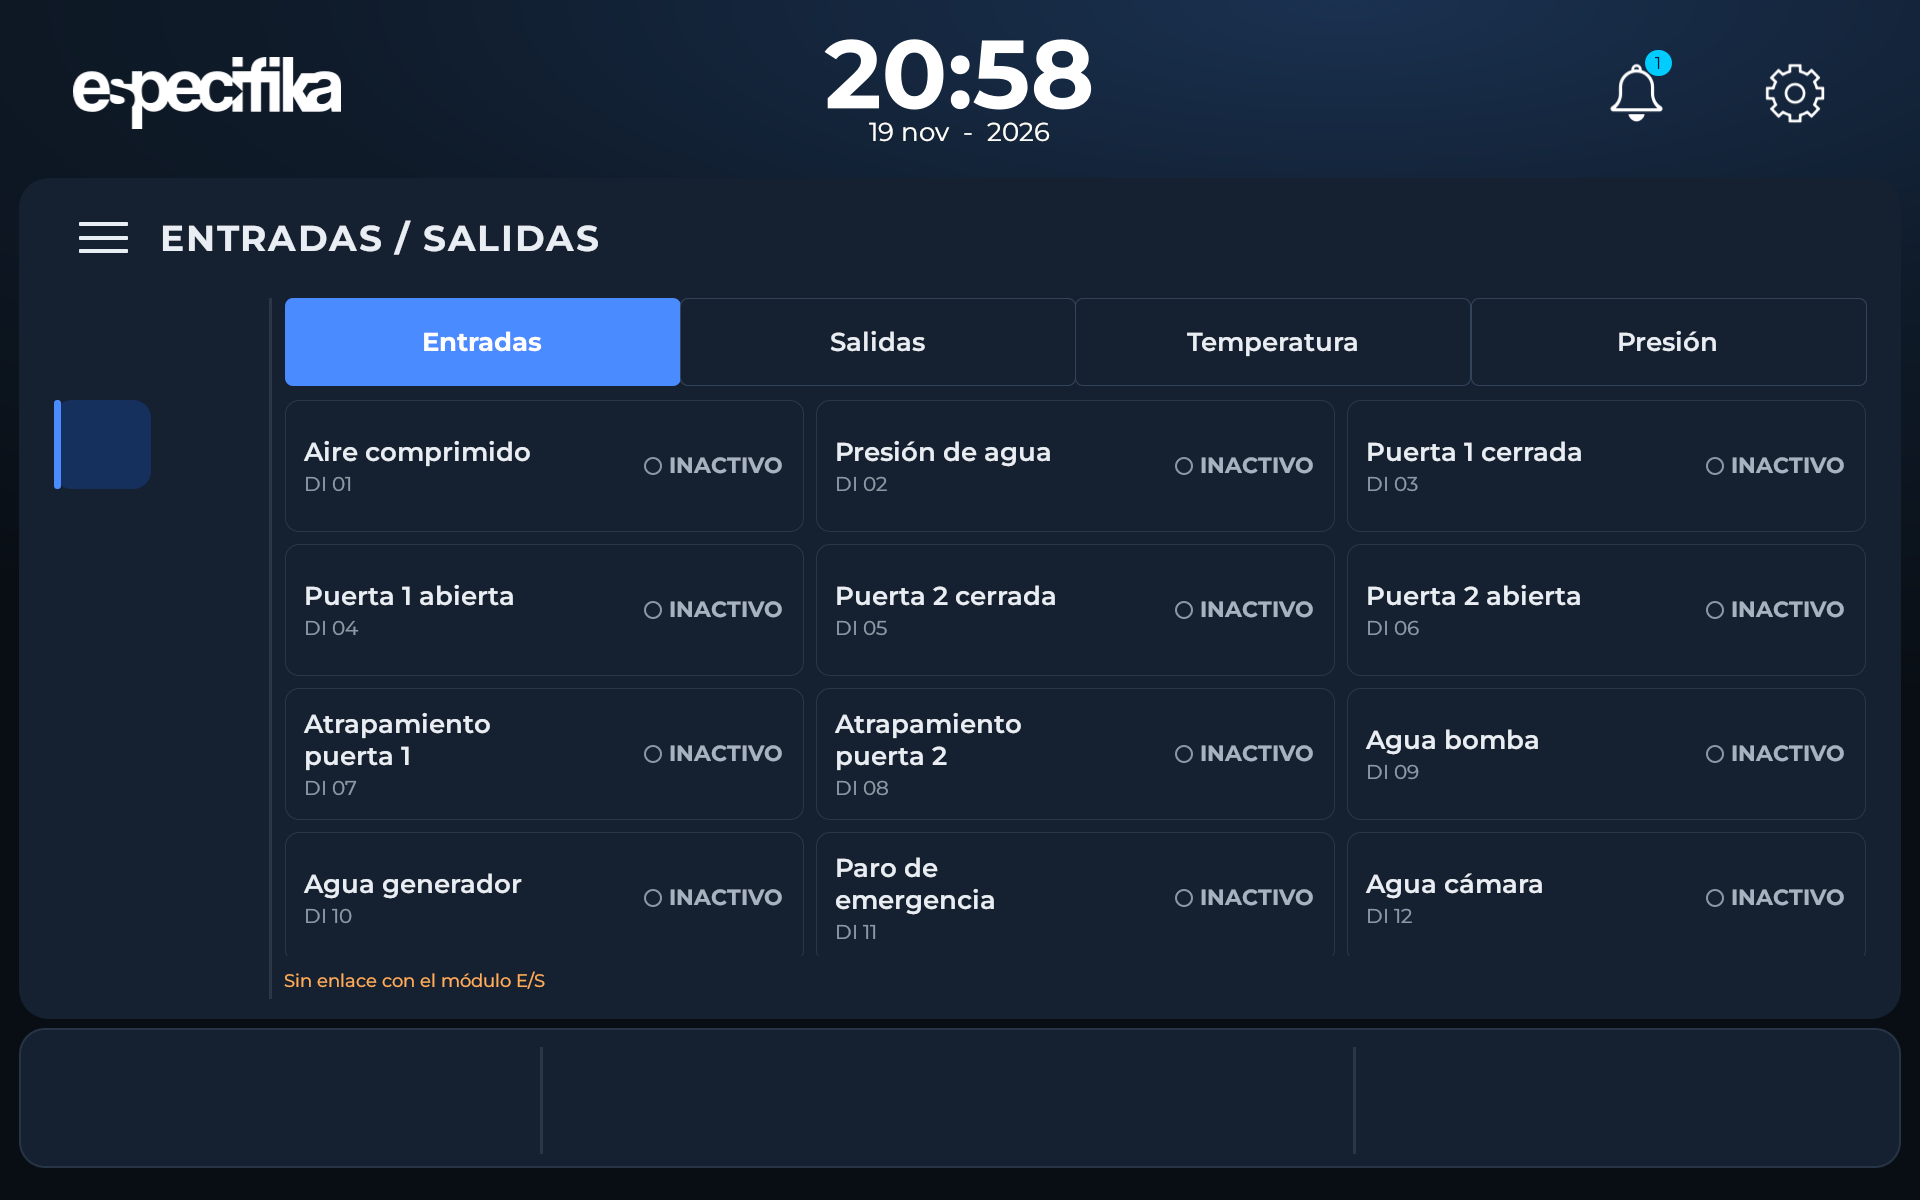 especifika
20:58
19 nov - 2026
1
ENTRADAS / SALIDAS
Entradas
Salidas
Temperatura
Presión
Aire comprimido
DI 01
INACTIVO
Presión de agua
DI 02
INACTIVO
Puerta 1 cerrada
DI 03
INACTIVO
Puerta 1 abierta
DI 04
INACTIVO
Puerta 2 cerrada
DI 05
INACTIVO
Puerta 2 abierta
DI 06
INACTIVO
Atrapamiento
puerta 1
DI 07
INACTIVO
Atrapamiento
puerta 2
DI 08
INACTIVO
Agua bomba
DI 09
INACTIVO
Agua generador
DI 10
INACTIVO
Paro de
emergencia
DI 11
INACTIVO
Agua cámara
DI 12
INACTIVO
Sin enlace con el módulo E/S